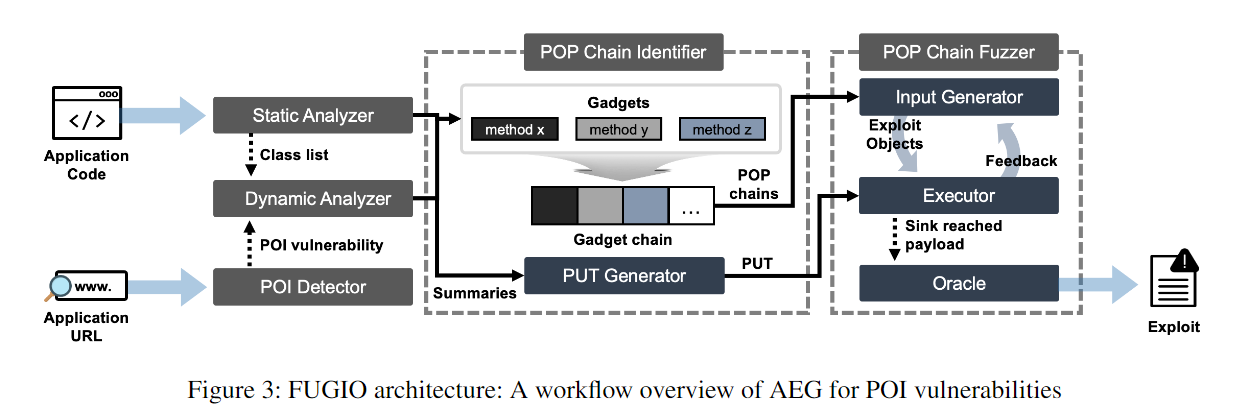 POP Chain Identifier
POP Chain Fuzzer
ooo
</>
Application
Code
Static Analyzer
Class list
Dynamic Analyzer
POI vulnerability
www.
Application
URL
POI Detector
Gadgets
method x method y method z
...
Gadget chain
POP
chains
Summaries
PUT Generator
PUT
Input Generator
Exploit
Objects
Feedback
Executor
Sink reached
payload
Oracle
!
Exploit
Figure 3: FUGIO architecture: A workflow overview of AEG for POI vulnerabilities